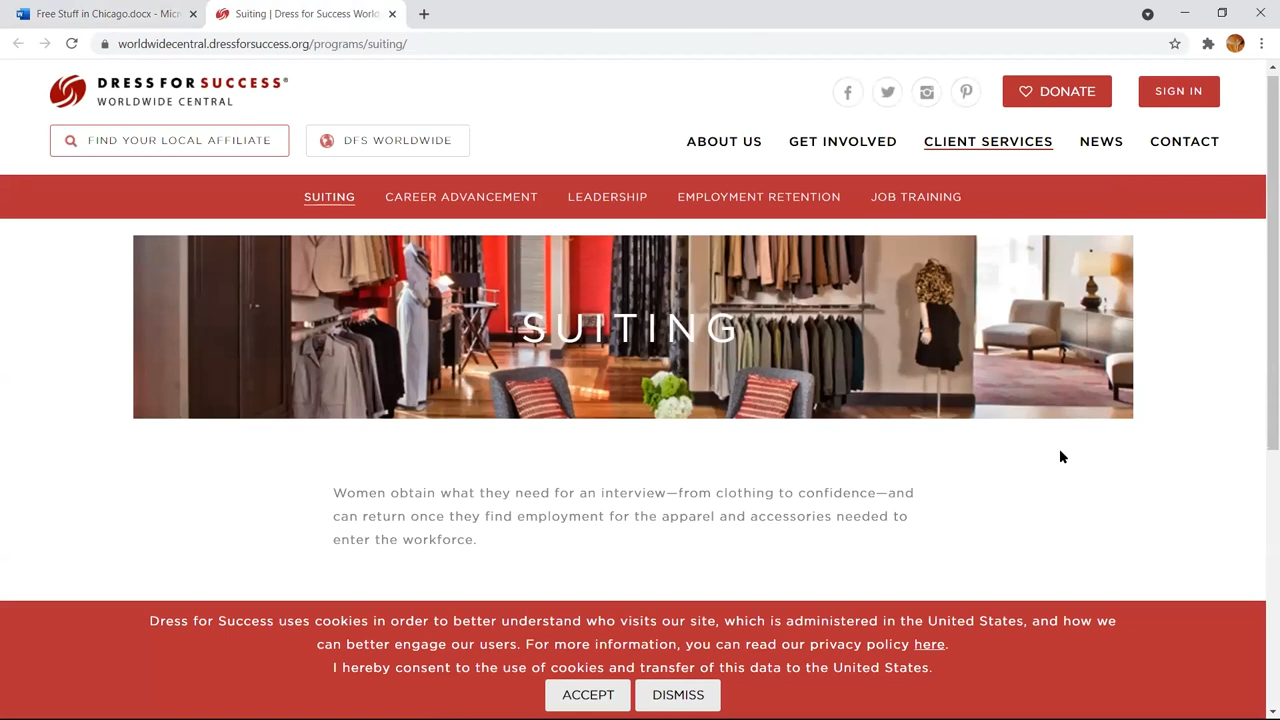 Free Stuff in Chicago.docx - Micr
Suiting | Dress for Success Worl
worldwidecentral.dressforsuccess.org/programs/suiting/
DRESS FOR SUCCESS®
WORLDWIDE CENTRAL
DONATE
SIGN IN
FIND YOUR LOCAL AFFILIATE
DFS WORLDWIDE
ABOUT US
GET INVOLVED
CLIENT SERVICES
NEWS
CONTACT
SUITING
CAREER ADVANCEMENT
LEADERSHIP
EMPLOYMENT RETENTION
JOB TRAINING
SUITING
Women obtain what they need for an interview—from clothing to confidence—and
can return once they find employment for the apparel and accessories needed to
enter the workforce.
Dress for Success uses cookies in order to better understand who visits our site, which is administered in the United States, and how we
can better engage our users. For more information, you can read our privacy policy here.
I hereby consent to the use of cookies and transfer of this data to the United States.
ACCEPT
DISMISS